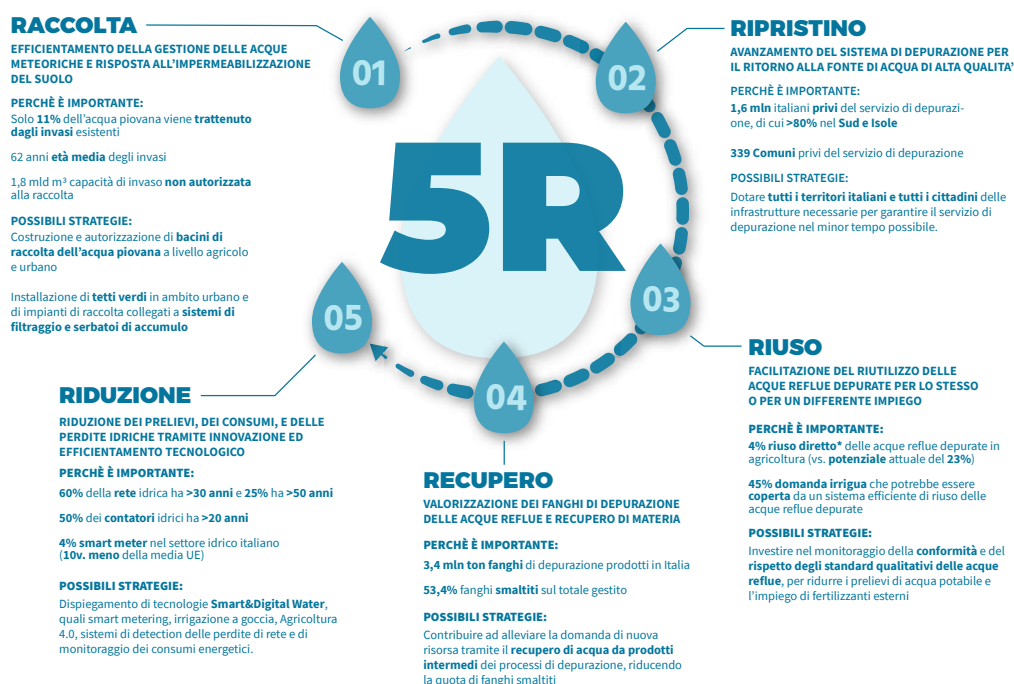 RACCOLTA
EFFICIENTAMENTO DELLA GESTIONE DELLE ACQUE
METEORICHE E RISPOSTA ALL'IMPERMEABILIZZAZIONE
DEL SUOLO
PERCHÈ È IMPORTANTE:
Solo 11% dell'acqua piovana viene trattenuto
dagli invasi esistenti
62 anni età media degli invasi
1,8 mld m³ capacità di invaso non autorizzata
alla raccolta
POSSIBILI STRATEGIE:
Costruzione e autorizzazione di bacini di
raccolta dell'acqua piovana a livello agricolo
e urbano
Installazione di tetti verdi in ambito urbano e
di impianti di raccolta collegati a sistemi di
filtraggio e serbatoi di accumulo
01
02
03
04
05
5R
RIPRISTINO
AVANZAMENTO DEL SISTEMA DI DEPURAZIONE PER
IL RITORNO ALLA FONTE DI ACQUA DI ALTA QUALITA'
PERCHÈ È IMPORTANTE:
1,6 mln italiani privi del servizio di depurazi-
one, di cui >80% nel Sud e Isole
339 Comuni privi del servizio di depurazione
POSSIBILI STRATEGIE:
Dotare tutti i territori italiani e tutti i cittadini delle
infrastrutture necessarie per garantire il servizio di
depurazione nel minor tempo possibile.
RIUSO
FACILITAZIONE DEL RIUTILIZZO DELLE
ACQUE REFLUE DEPURATE PER LO STESSO
O PER UN DIFFERENTE IMPIEGO
PERCHÈ È IMPORTANTE:
4% riuso diretto* delle acque reflue depurate in
agricoltura (vs. potenziale attuale del 23%)
45% domanda irrigua che potrebbe essere
coperta da un sistema efficiente di riuso delle
acque reflue depurate
POSSIBILI STRATEGIE:
Investire nel monitoraggio della conformità e del
rispetto degli standard qualitativi delle acque
reflue, per ridurre i prelievi di acqua potabile e
l'impiego di fertilizzanti esterni
RECUPERO
VALORIZZAZIONE DEI FANGHI DI DEPURAZIONE
DELLE ACQUE REFLUE E RECUPERO DI MATERIA
PERCHÈ È IMPORTANTE:
3,4 mln ton fanghi di depurazione prodotti in Italia
53,4% fanghi smaltiti sul totale gestito
POSSIBILI STRATEGIE:
Contribuire ad alleviare la domanda di nuova
risorsa tramite il recupero di acqua da prodotti
intermedi dei processi di depurazione, riducendo
la quota di fanghi smaltiti
RIDUZIONE
RIDUZIONE DEI PRELIEVI, DEI CONSUMI, E DELLE
PERDITE IDRICHE TRAMITE INNOVAZIONE ED
EFFICIENTAMENTO TECNOLOGICO
PERCHÈ È IMPORTANTE:
60% della rete idrica ha >30 anni e 25% ha >50 anni
50% dei contatori idrici ha >20 anni
4% smart meter nel settore idrico italiano
(10v. meno della media UE)
POSSIBILI STRATEGIE:
Dispiegamento di tecnologie Smart&Digital Water,
quali smart metering, irrigazione a goccia, Agricoltura
4.0, sistemi di detection delle perdite di rete e di
monitoraggio dei consumi energetici.